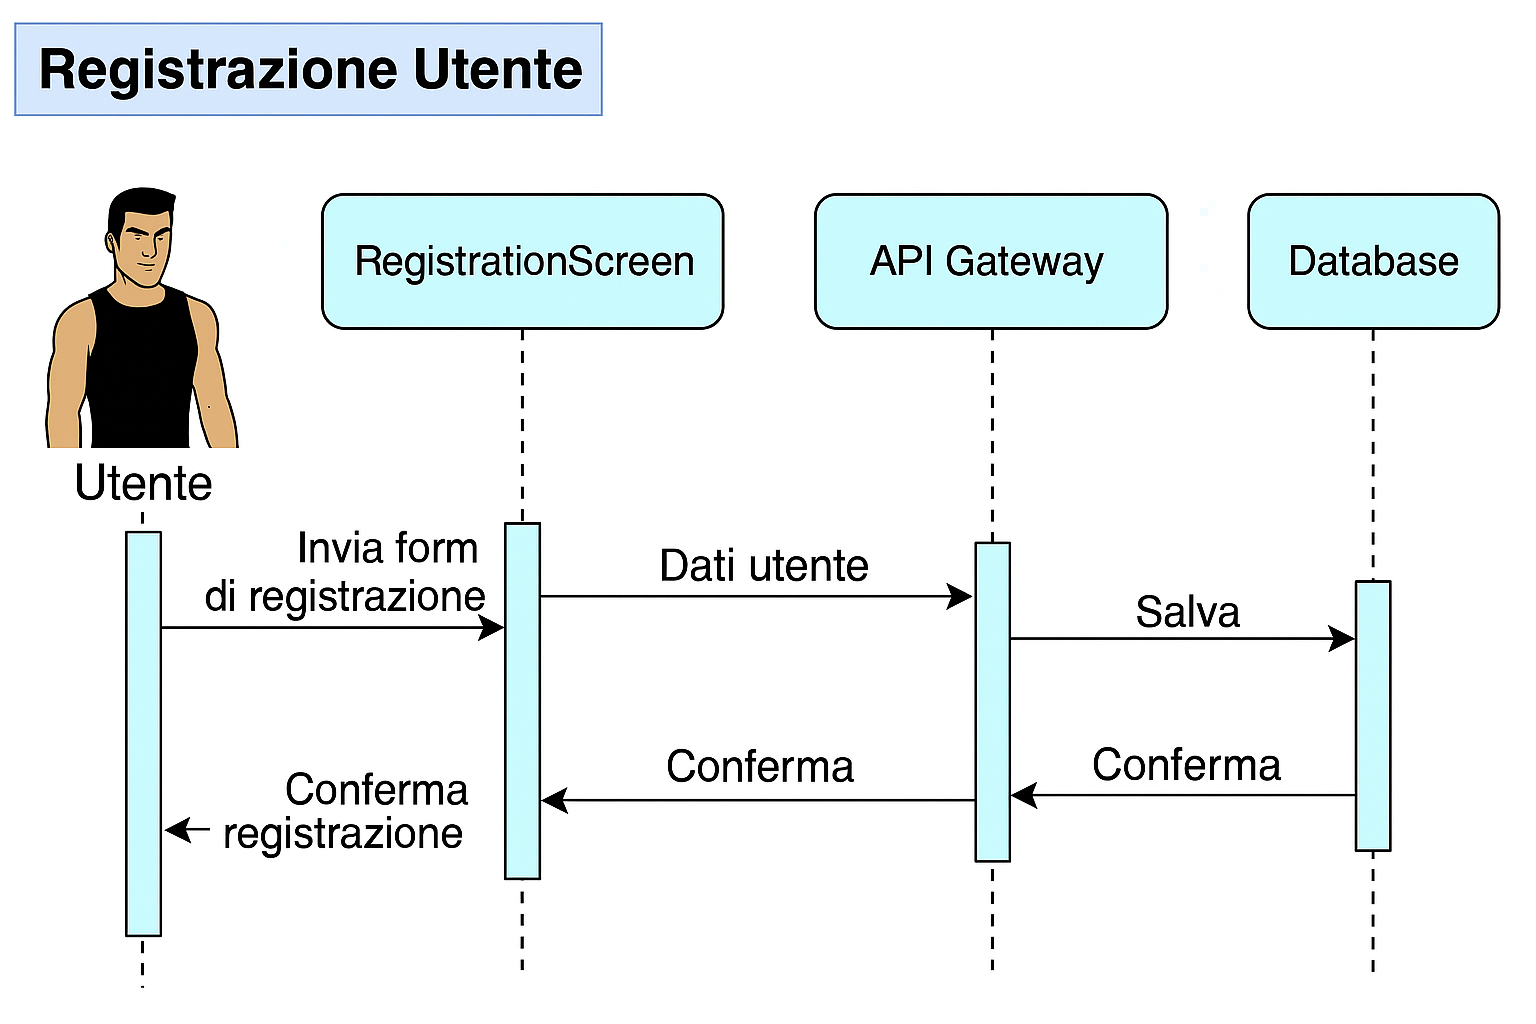 Registrazione Utente
RegistrationScreen
API Gateway
Database
Utente
Invia form
di registrazione
Dati utente
Salva
Conferma
Conferma
Conferma
registrazione